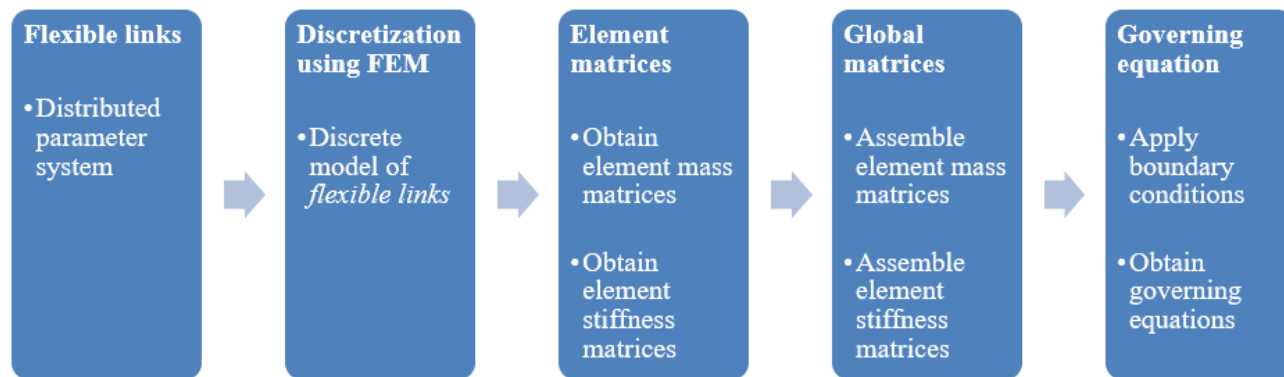 Flexible links
•Distributed
parameter
system
Discretization
using FEM
•Discrete
model of
flexible links
Element
matrices
•Obtain
element mass
matrices
•Obtain
element
stiffness
matrices
Global
matrices
•Assemble
element mass
matrices
•Assemble
element
stiffness
matrices
Governing
equation
•Apply
boundary
conditions
•Obtain
governing
equations